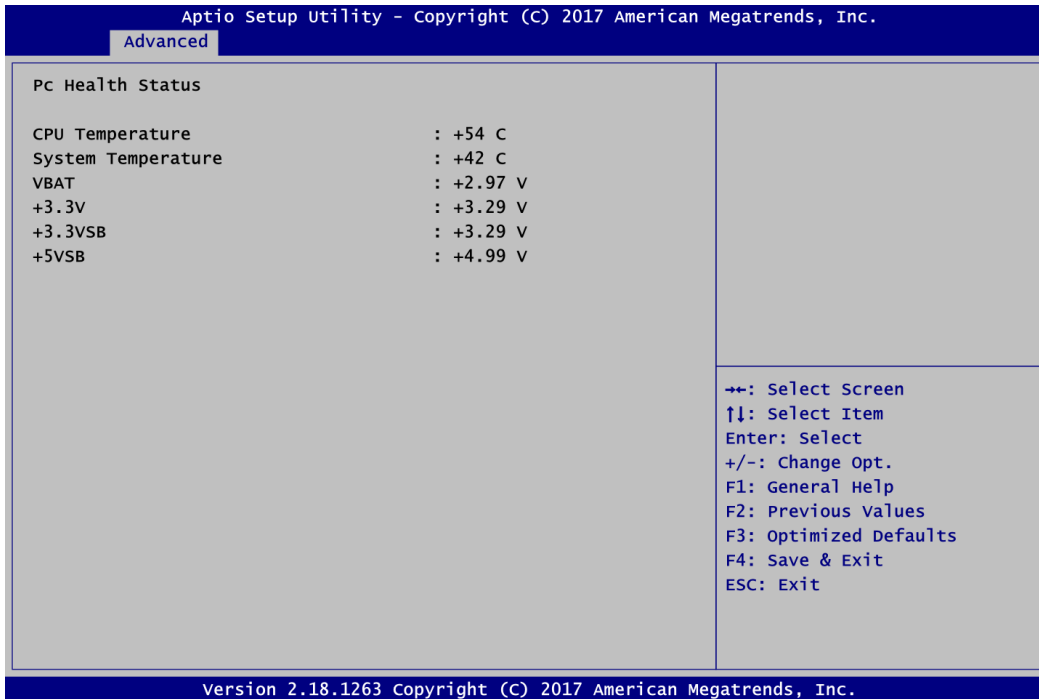 Aptio Setup Utility - Copyright (C) 2017 American Megatrends, Inc.
Advanced
Pc Health Status
CPU Temperature : +54 C
System Temperature : +42 C
VBAT : +2.97 V
+3.3V : +3.29 V
+3.3VSB : +3.29 V
+5VSB : +4.99 V
→←: Select Screen
↑↓: Select Item
Enter: Select
+/-: Change Opt.
F1: General Help
F2: Previous Values
F3: Optimized Defaults
F4: Save & Exit
ESC: Exit
Version 2.18.1263 Copyright (C) 2017 American Megatrends, Inc.